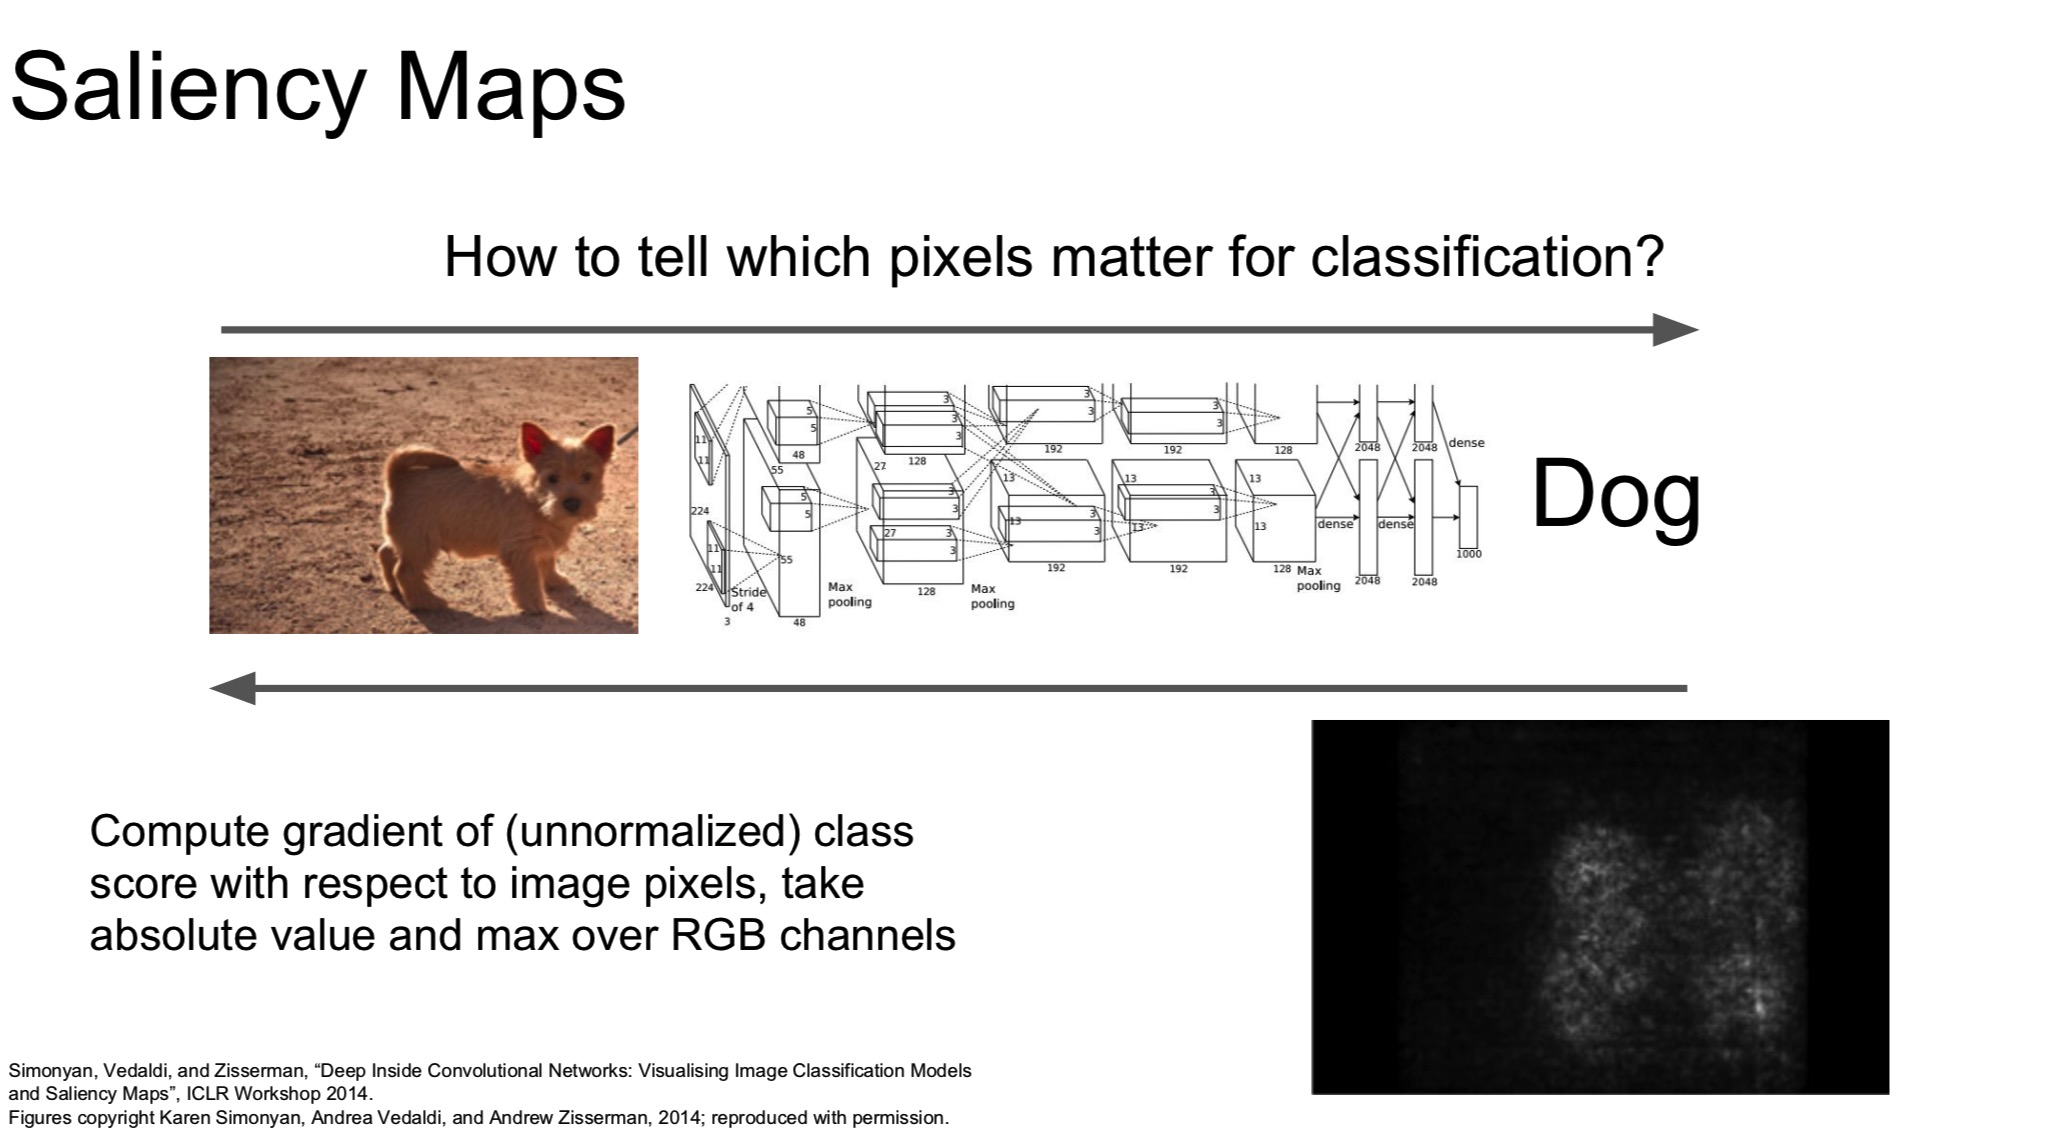 Saliency Maps
How to tell which pixels matter for classification?
11
11
224
11
11
224
Stride
of 4
3
5
5
48
55
5
5
55
48
Max
pooling
3
3
3
128
27
3
3
27
3
3
128
Max
pooling
3
3
192
13
3
3
13
192
3
3
192
13
3
3
13
192
128
13
13
128
Max
pooling
2048
2048
dense
dense
dense
2048
2048
1000
Dog
Compute gradient of (unnormalized) class
score with respect to image pixels, take
absolute value and max over RGB channels
Simonyan, Vedaldi, and Zisserman, “Deep Inside Convolutional Networks: Visualising Image Classification Models
and Saliency Maps”, ICLR Workshop 2014.
Figures copyright Karen Simonyan, Andrea Vedaldi, and Andrew Zisserman, 2014; reproduced with permission.